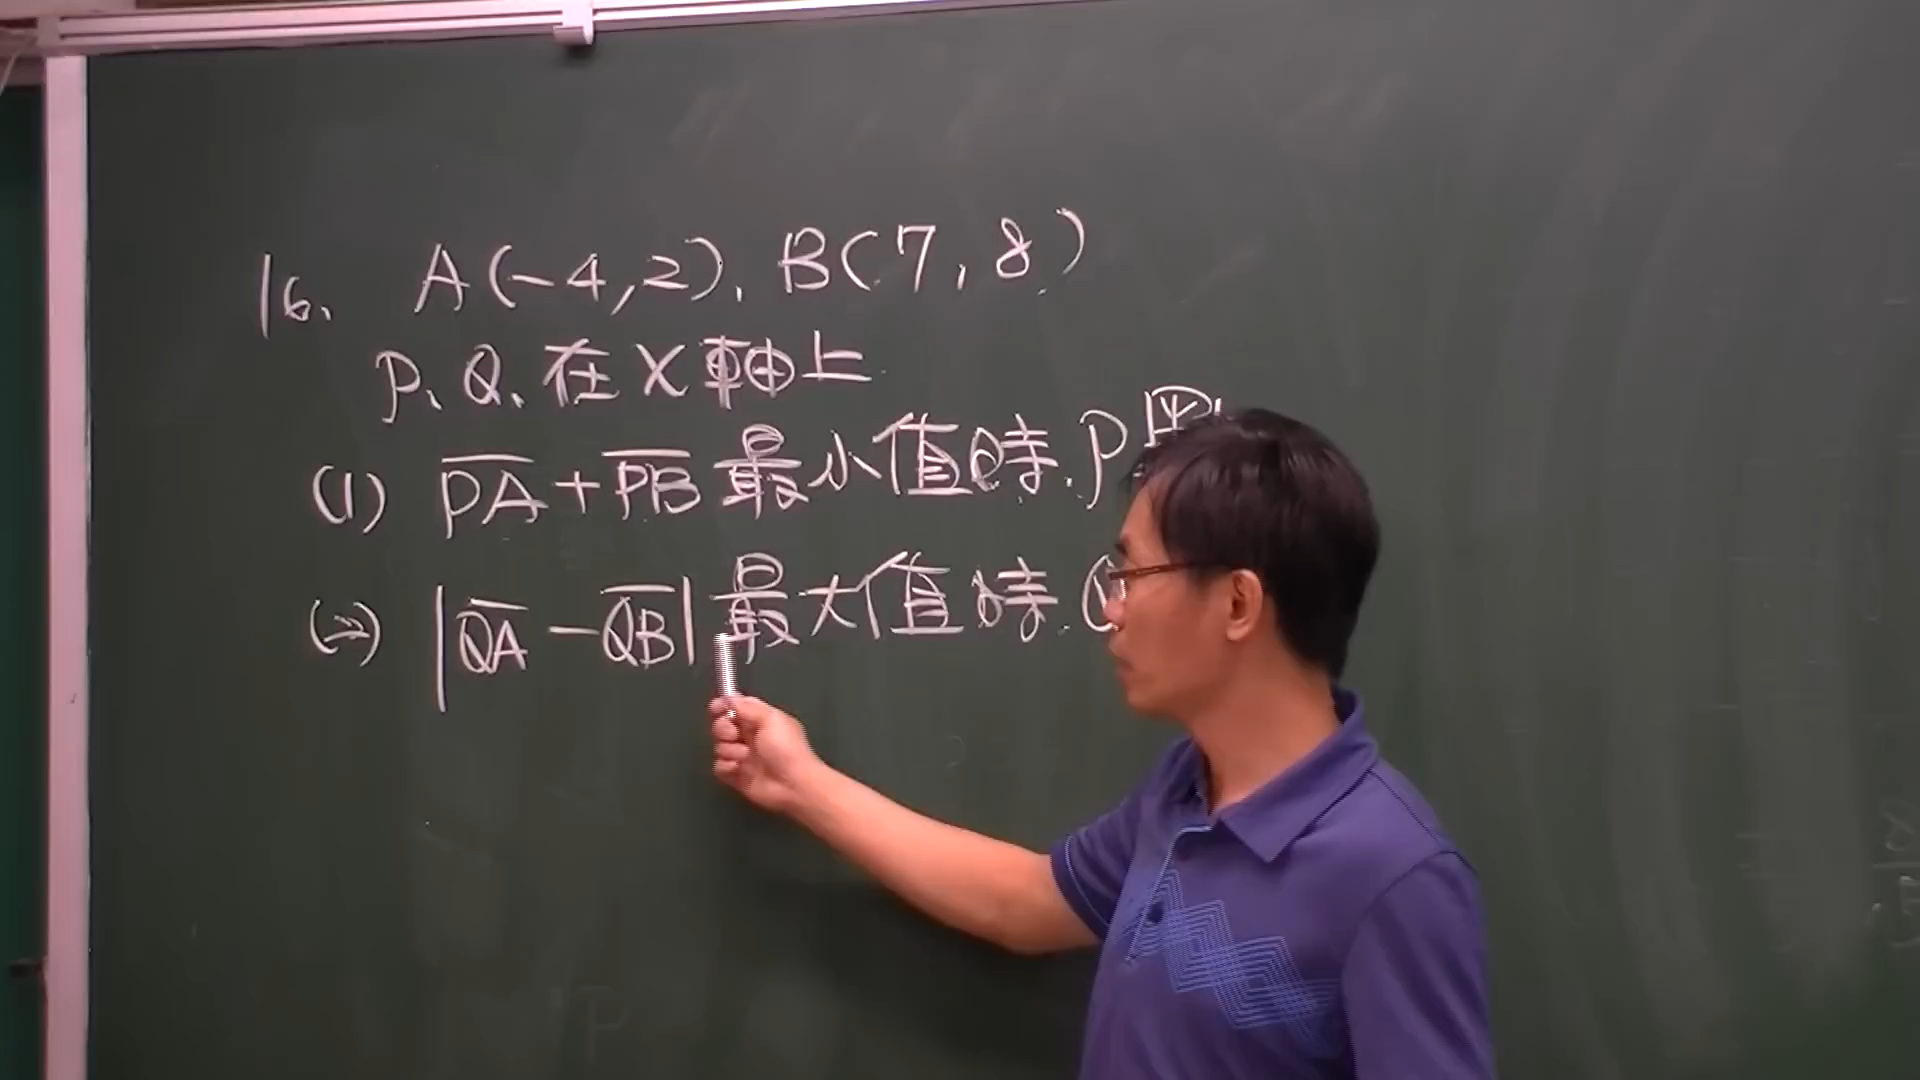 16. A(-4,2)、B(7,8)
P、Q、在X軸上
(1) PA+PB 最小值時、P
(2) |QA-QB| 最大值時、Q